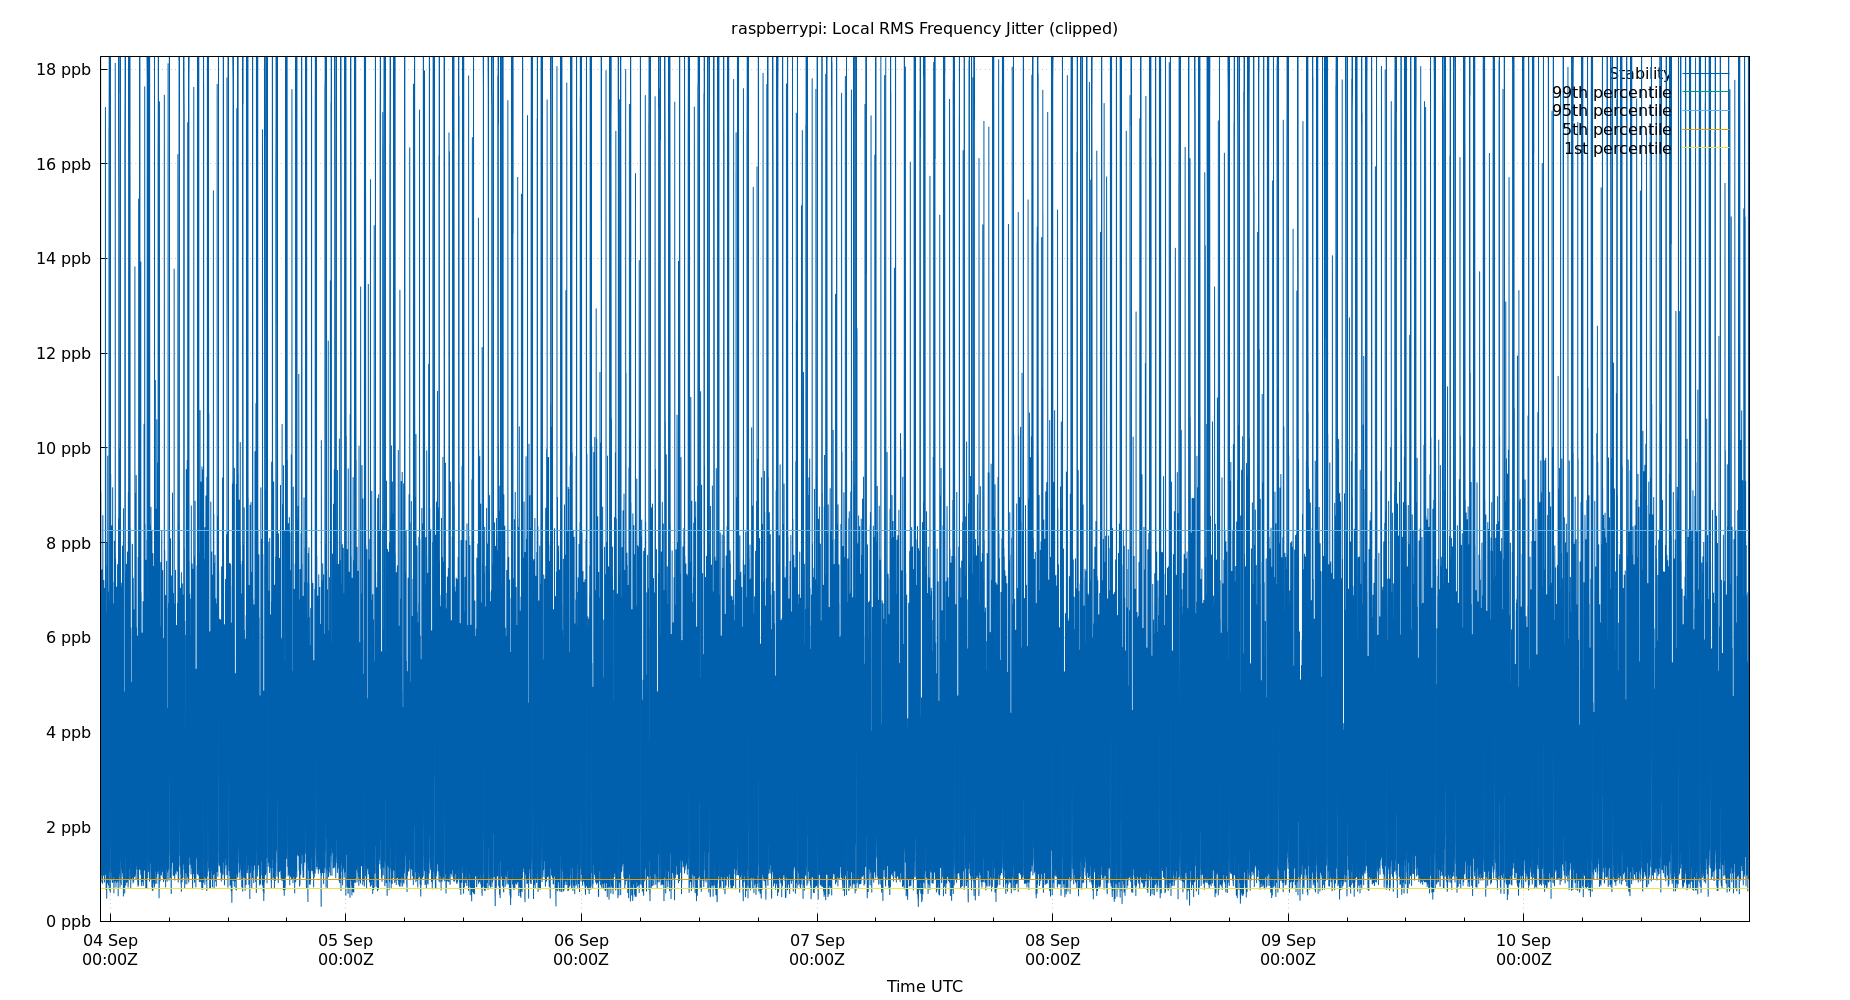 raspberrypi: Local RMS Frequency Jitter (clipped)
18 ppb
16 ppb
14 ppb
12 ppb
10 ppb
8 ppb
6 ppb
4 ppb
2 ppb
0 ppb
Stability
99th percentile
95th percentile
5th percentile
1st percentile
04 Sep 05 Sep 06 Sep 07 Sep 08 Sep 09 Sep 10 Sep
00:00Z 00:00Z 00:00Z 00:00Z 00:00Z 00:00Z 00:00Z
Time UTC